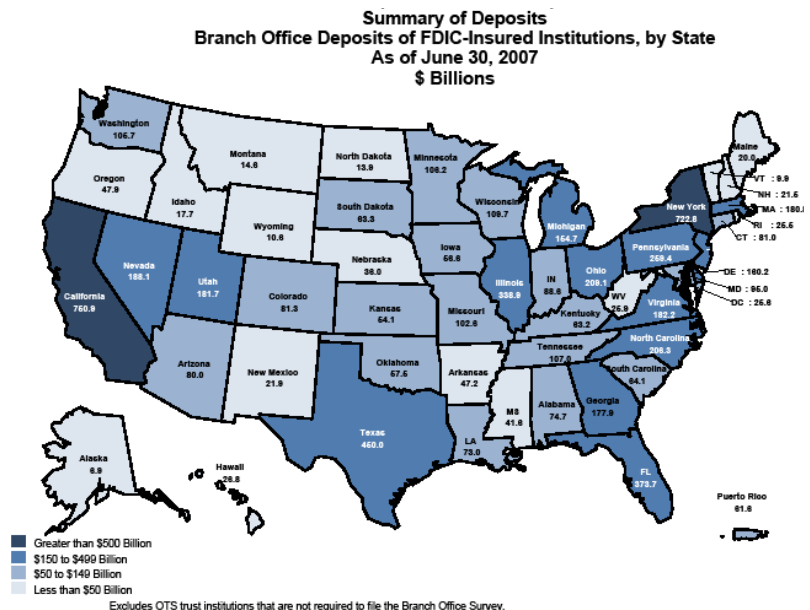 Summary of Deposits
Branch Office Deposits of FDIC-Insured Institutions, by State
As of June 30, 2007
$ Billions
Washington
105.7
Oregon
47.9
California
750.9
Idaho
17.7
Nevada
188.1
Montana
14.6
Wyoming
10.6
Utah
181.7
Arizona
80.0
Colorado
81.3
New Mexico
21.9
North Dakota
13.9
South Dakota
63.3
Nebraska
36.0
Kansas
54.1
Oklahoma
57.5
Texas
450.0
Minnesota
106.2
Iowa
56.6
Missouri
102.6
Arkansas
47.2
LA
73.0
Wisconsin
109.7
Illinois
338.9
Michigan
154.7
IN
88.6
Ohio
209.1
Kentucky
63.2
Tennessee
107.0
MS
41.6
Alabama
74.7
Georgia
177.9
FL
373.7
South Carolina
64.1
North Carolina
206.3
Virginia
182.2
WV
25.9
Pennsylvania
259.4
New York
722.8
Maine
20.0
VT : 9.9
NH : 21.5
MA : 180.
RI : 25.5
CT : 81.0
DE : 160.2
MD : 95.0
DC : 25.6
Alaska
6.9
Hawaii
26.8
Puerto Rico
61.6
Greater than $500 Billion
$150 to $499 Billion
$50 to $149 Billion
Less than $50 Billion
Excludes OTS trust institutions that are not required to file the Branch Office Survey.